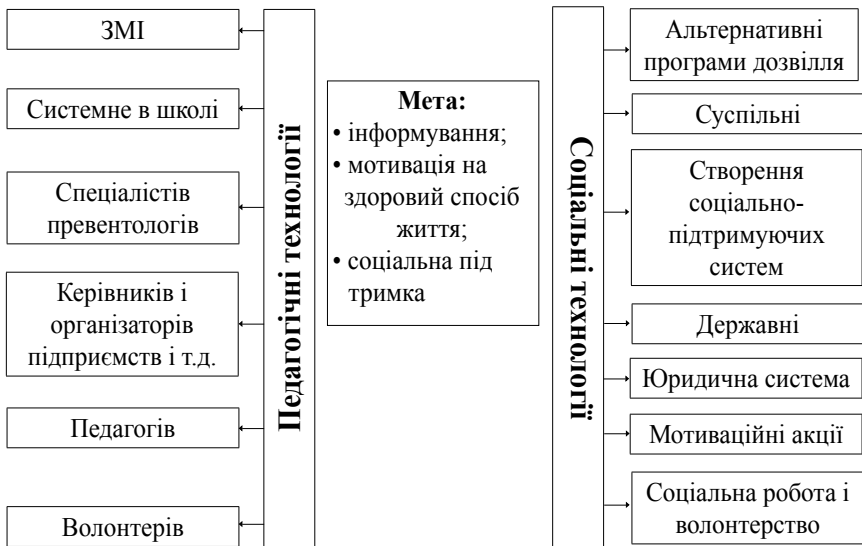 ЗМІ
Системне в школі
Спеціалістів
превентологів
Керівників і
організаторів
підприємств і т.д.
Педагогів
Волонтерів
Педагогічні технології
Мета:
• інформування;
• мотивація на
здоровий спосіб
життя;
• соціальна під
тримка
Соціальні технології
Альтернативні
програми дозвілля
Суспільні
Створення
соціально-
підтримуючих
систем
Державні
Юридична система
Мотиваційні акції
Соціальна робота і
волонтерство